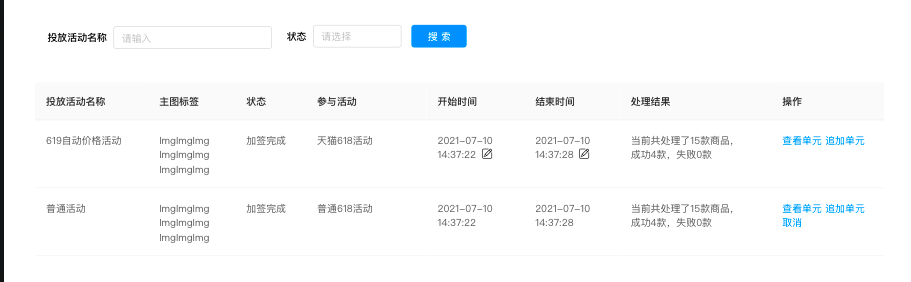 投放活动名称 请输入 状态 请选择 搜 索
投放活动名称 主图标签 状态 参与活动 开始时间 结束时间 处理结果 操作
619自动价格活动 ImgImgImg 加签完成 天猫618活动 2021-07-10 2021-07-10 当前共处理了15款商品, 查看单元 追加单元
ImgImgImg 14:37:22 14:37:28 成功4款，失败0款
ImgImgImg
普通活动 ImgImgImg 加签完成 普通618活动 2021-07-10 2021-07-10 当前共处理了15款商品, 查看单元 追加单元
ImgImgImg 14:37:22 14:37:28 成功4款，失败0款 取消
ImgImgImg